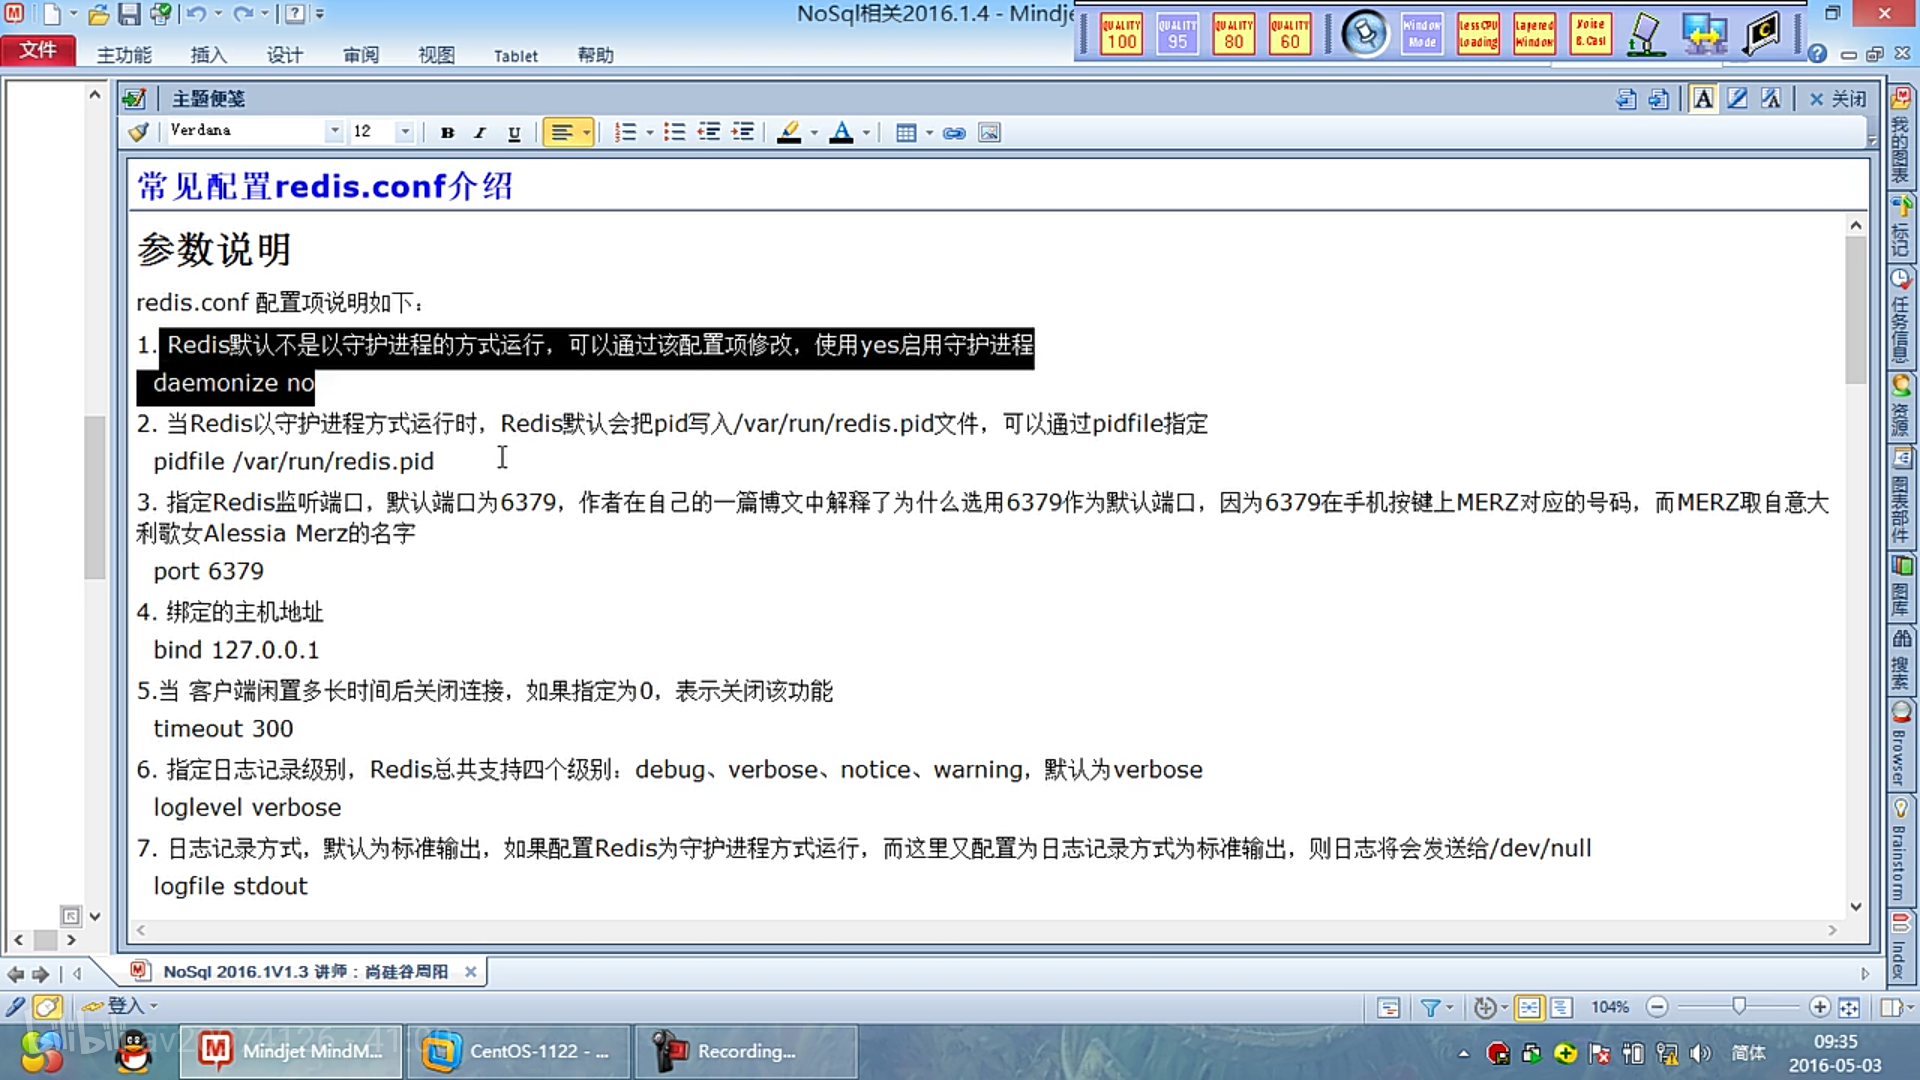 NoSql相关2016.1.4 - Mindje
QUALITY 100
QUALITY 95
QUALITY 80
QUALITY 60
Window Mode
LessCPU Loading
Layered Window
Noise B.Cast
文件
主功能
插入
设计
审阅
视图
Tablet
帮助
主题便笺
关闭
Verdana
12
常见配置redis.conf介绍
参数说明
redis.conf 配置项说明如下：
1. Redis默认不是以守护进程的方式运行，可以通过该配置项修改，使用yes启用守护进程
daemonize no
2. 当Redis以守护进程方式运行时，Redis默认会把pid写入/var/run/redis.pid文件，可以通过pidfile指定
pidfile /var/run/redis.pid
3. 指定Redis监听端口，默认端口为6379，作者在自己的一篇博文中解释了为什么选用6379作为默认端口，因为6379在手机按键上MERZ对应的号码，而MERZ取自意大
利歌女Alessia Merz的名字
port 6379
4. 绑定的主机地址
bind 127.0.0.1
5.当 客户端闲置多长时间后关闭连接，如果指定为0，表示关闭该功能
timeout 300
6. 指定日志记录级别，Redis总共支持四个级别：debug、verbose、notice、warning，默认为verbose
loglevel verbose
7. 日志记录方式，默认为标准输出，如果配置Redis为守护进程方式运行，而这里又配置为日志记录方式为标准输出，则日志将会发送给/dev/null
logfile stdout
我的图表
标记
任务信息
资源
图表部件
图库
搜索
Browser
Brainstorm
Index
NoSql 2016.1V1.3 讲师：尚硅谷周阳
登入
104%
Mindjet MindM...
CentOS-1122 - ...
Recording...
简体
09:35
2016-05-03